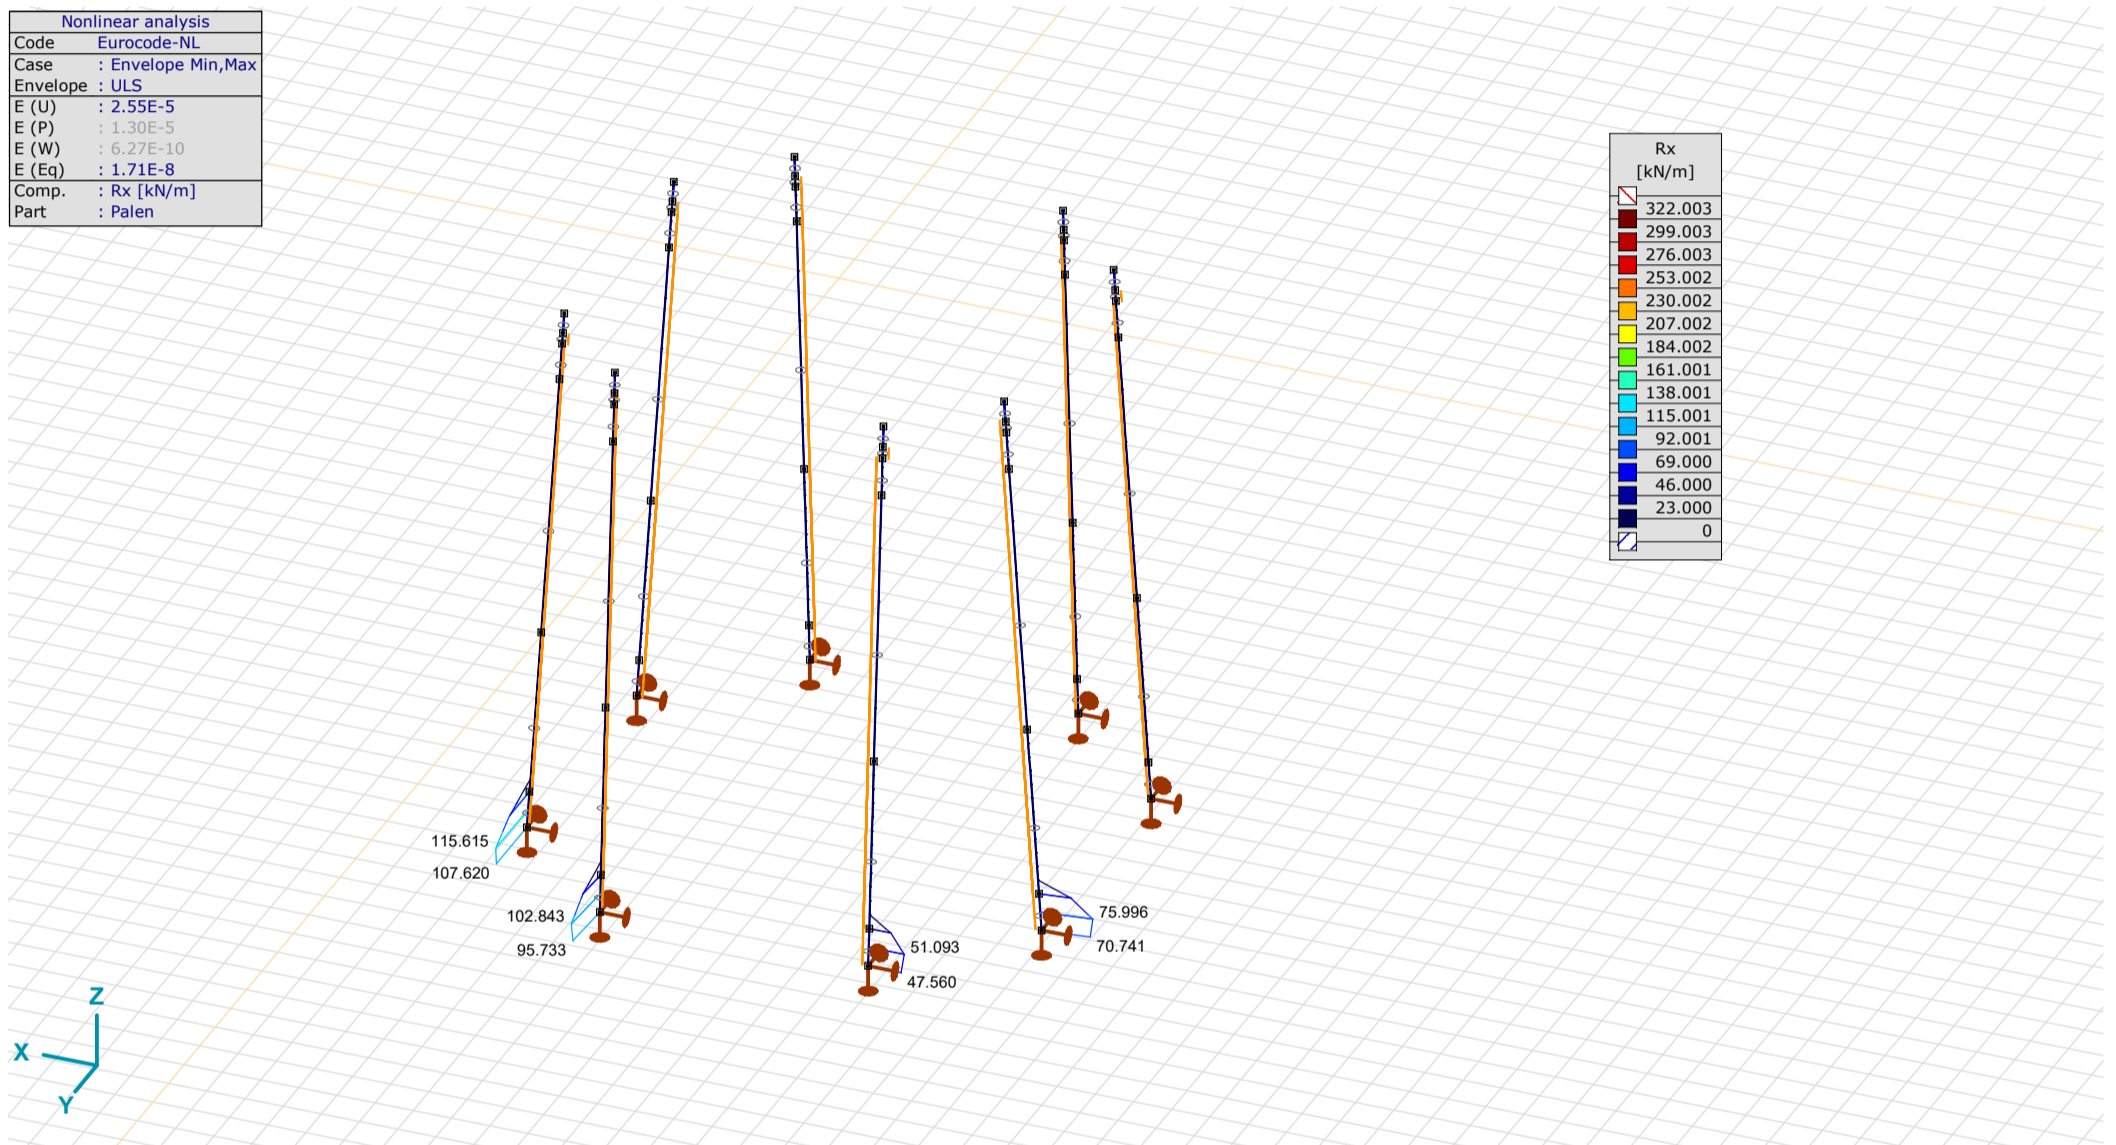 Nonlinear analysis
Code Eurocode-NL
Case : Envelope Min,Max
Envelope : ULS
E (U) : 2.55E-5
E (P) : 1.30E-5
E (W) : 6.27E-10
E (Eq) : 1.71E-8
Comp. : Rx [kN/m]
Part : Palen
Rx
[kN/m]
322.003
299.003
276.003
253.002
230.002
207.002
184.002
161.001
138.001
115.001
92.001
69.000
46.000
23.000
0
115.615
107.620
102.843
95.733
51.093
47.560
75.996
70.741
Z
X
Y